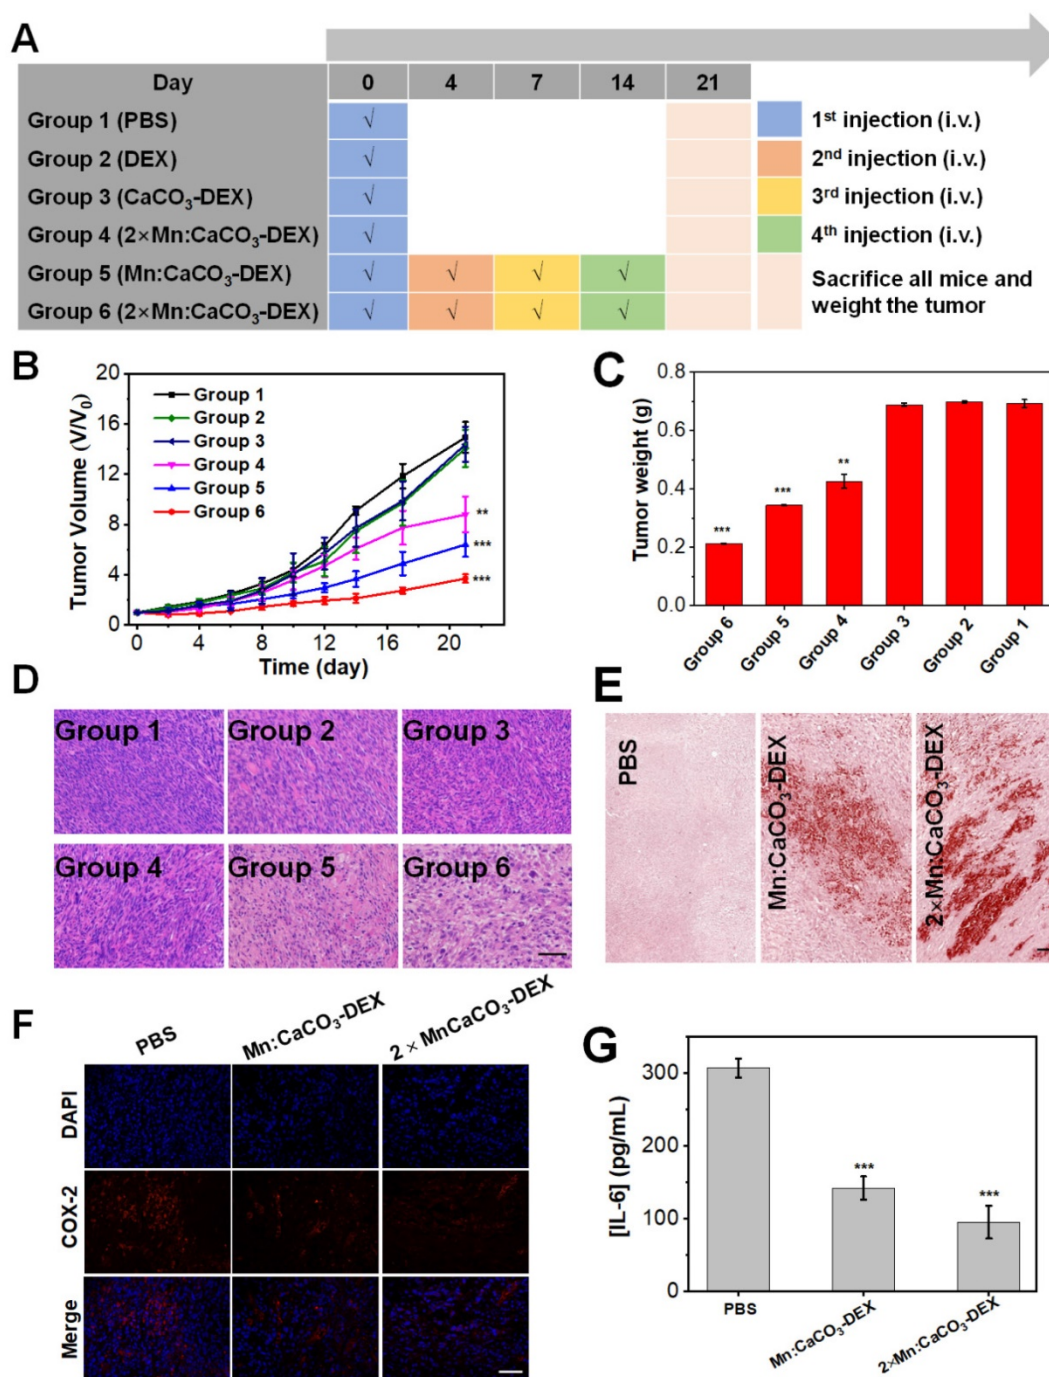 A
Day 0 4 7 14 21
Group 1 (PBS) √
Group 2 (DEX) √
Group 3 (CaCO₃-DEX) √
Group 4 (2×Mn:CaCO₃-DEX) √
Group 5 (Mn:CaCO₃-DEX) √ √ √ √
Group 6 (2×Mn:CaCO₃-DEX) √ √ √ √
1ˢᵗ injection (i.v.)
2ⁿᵈ injection (i.v.)
3ʳᵈ injection (i.v.)
4ᵗʰ injection (i.v.)
Sacrifice all mice and
weight the tumor
B
Tumor Volume (V/V₀)
20
16
12
8
4
0
Group 1
Group 2
Group 3
Group 4
Group 5
Group 6
**
***
***
0 4 8 12 16 20
Time (day)
C
Tumor weight (g)
0.8
0.6
0.4
0.2
0.0
*** *** **
Group 6 Group 5 Group 4 Group 3 Group 2 Group 1
D
Group 1 Group 2 Group 3
Group 4 Group 5 Group 6
E
PBS
Mn:CaCO₃-DEX
2×Mn:CaCO₃-DEX
F
PBS Mn:CaCO₃-DEX 2 × MnCaCO₃-DEX
DAPI
COX-2
Merge
G
[IL-6] (pg/mL)
300
200
100
0
*** ***
PBS Mn:CaCO₃-DEX 2×Mn:CaCO₃-DEX